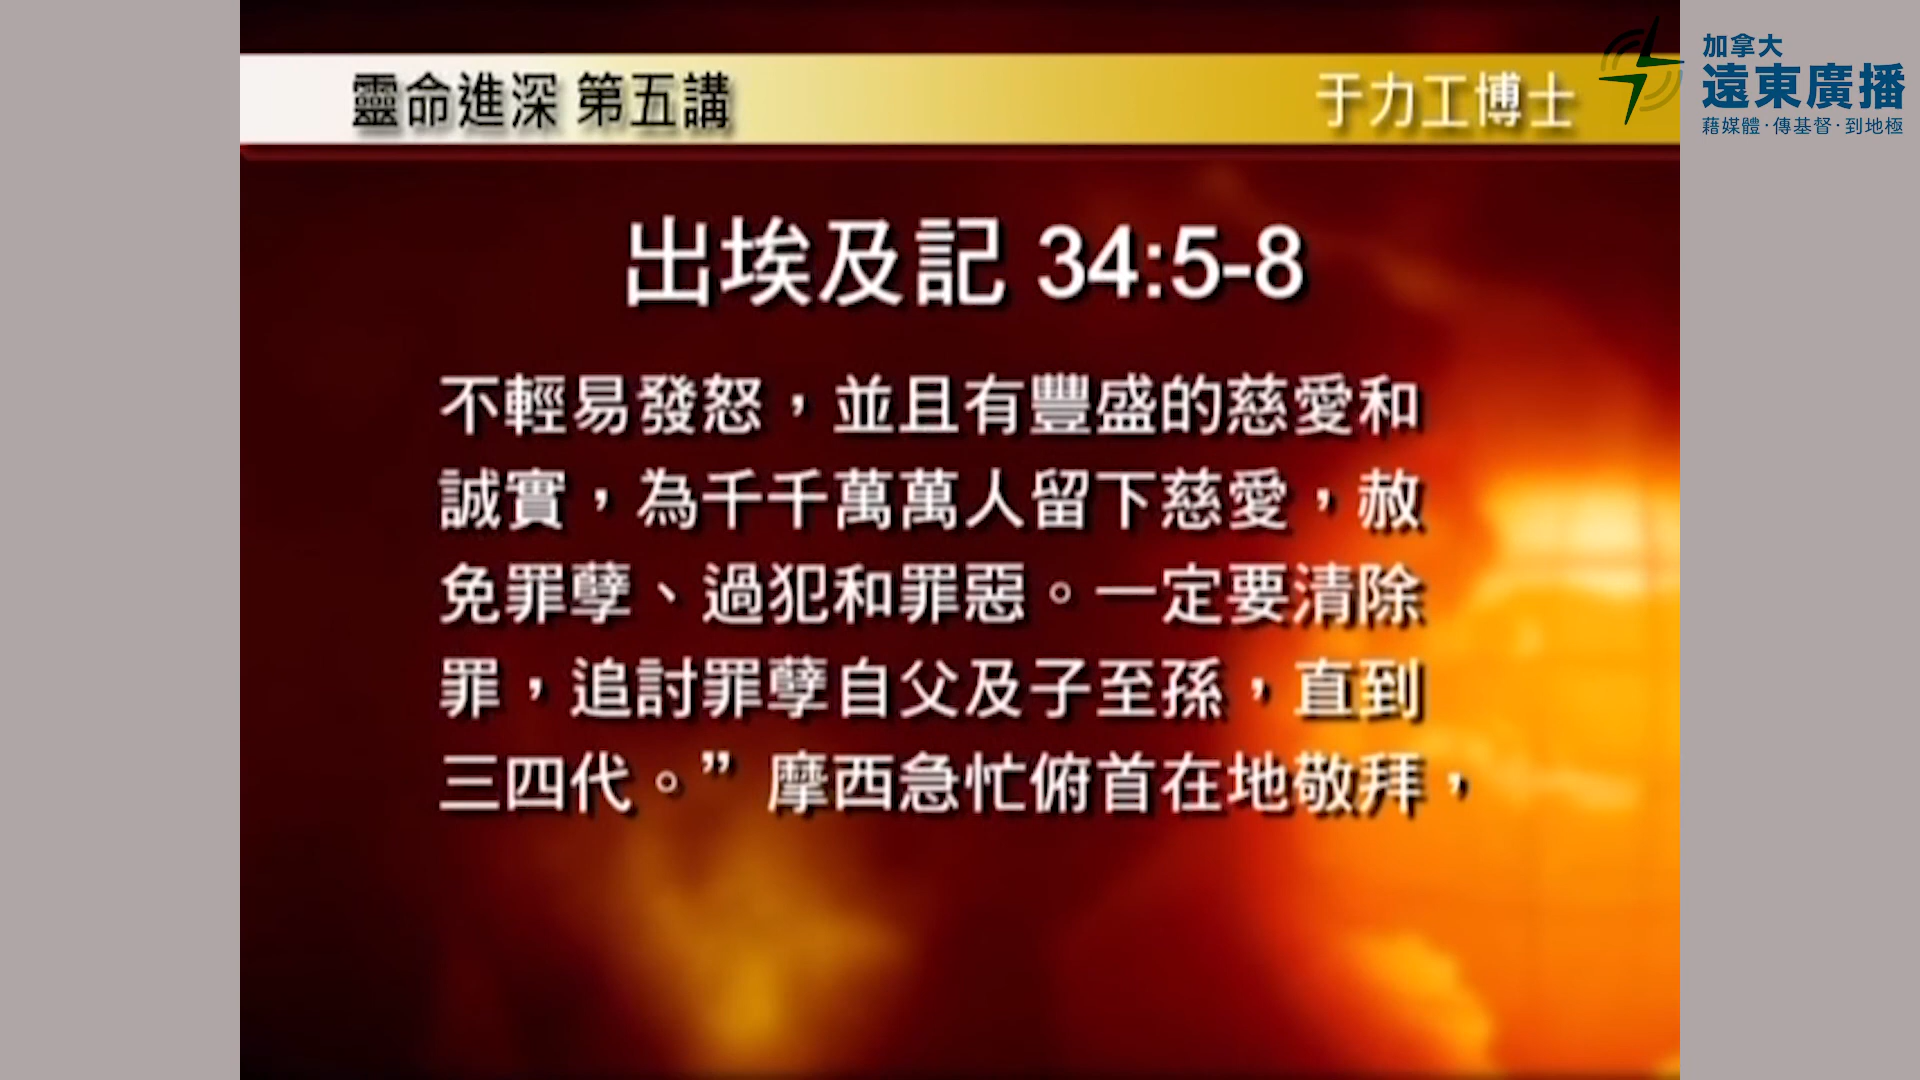 靈命進深 第五講
于力工博士
加拿大
遠東廣播
藉媒體·傳基督·到地極
出埃及記 34:5-8
不輕易發怒，並且有豐盛的慈愛和
誠實，為千千萬萬人留下慈愛，赦
免罪孽、過犯和罪惡。一定要清除
罪，追討罪孽自父及子至孫，直到
三四代。” 摩西急忙俯首在地敬拜，